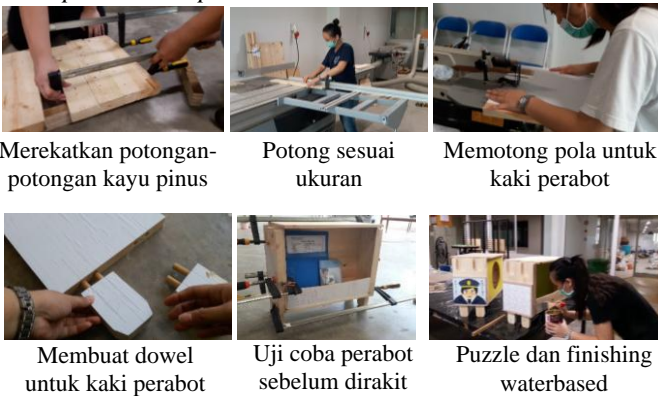 Merekatkan potongan-
potongan kayu pinus
Potong sesuai
ukuran
Memotong pola untuk
kaki perabot
Membuat dowel
untuk kaki perabot
Uji coba perabot
sebelum dirakit
Puzzle dan finishing
waterbased